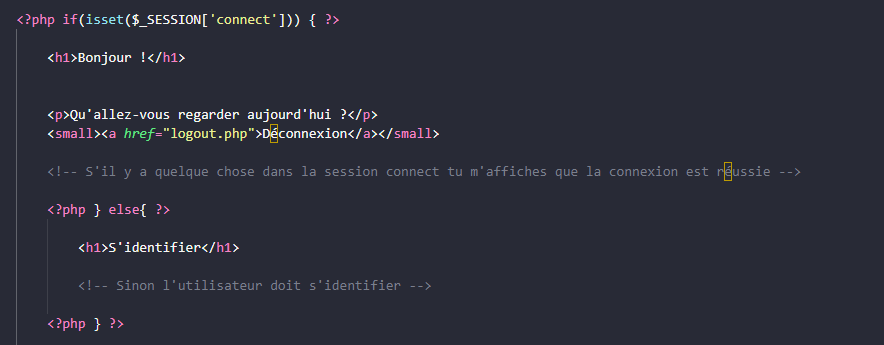 <?php if(isset($_SESSION['connect'])) { ?>
<h1>Bonjour !</h1>
<p>Qu'allez-vous regarder aujourd'hui ?</p>
<small><a href="logout.php">Déconnexion</a></small>
<!-- S'il y a quelque chose dans la session connect tu m'affiches que la connexion est réussie -->
<?php } else{ ?>
<h1>S'identifier</h1>
<!-- Sinon l'utilisateur doit s'identifier -->
<?php } ?>